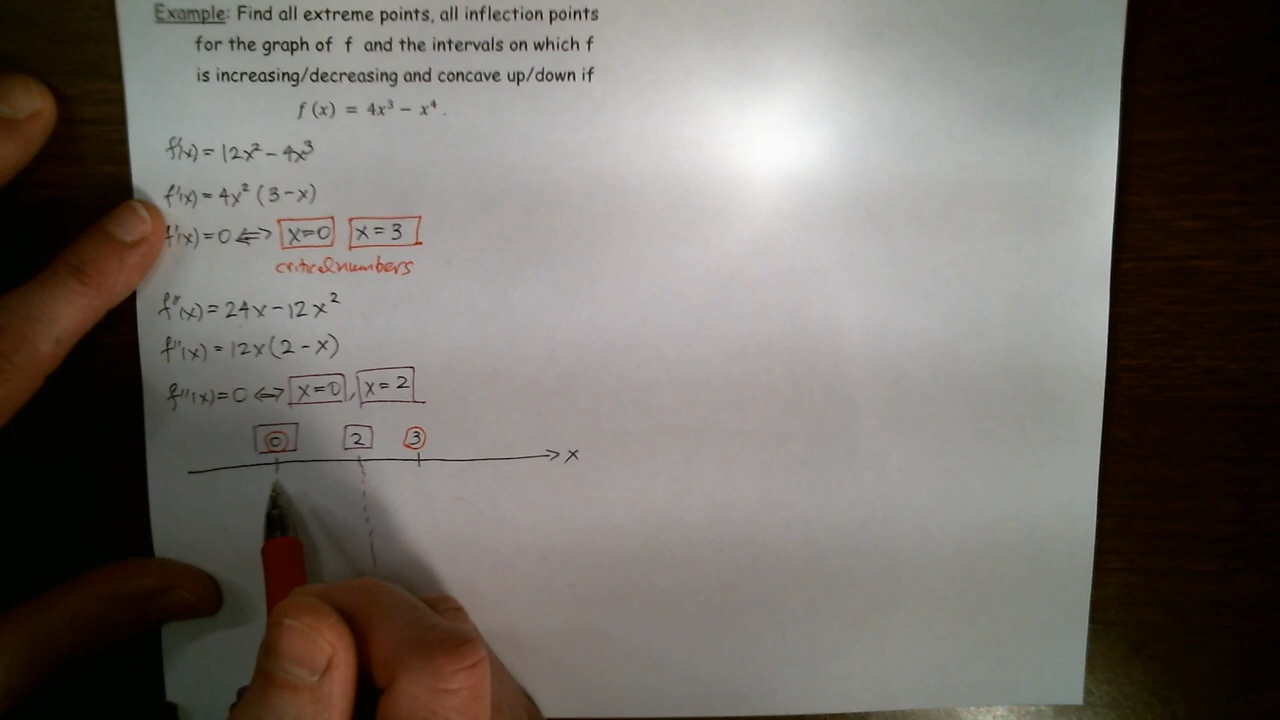 Example: Find all extreme points, all inflection points
for the graph of f and the intervals on which f
is increasing/decreasing and concave up/down if
f (x) = 4x³ − x⁴.
f'(x) = 12x² − 4x³
f'(x) = 4x² (3−x)
f'(x) = 0 ⇔ x=0 x=3
critical numbers
f''(x) = 24x − 12x²
f''(x) = 12x(2 − x)
f''(x) = 0 ⇔ x=0, x=2
0 2 3
x